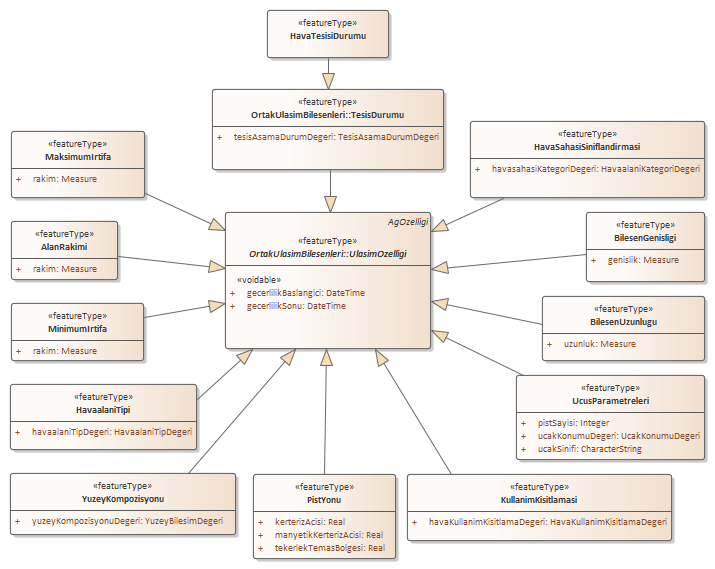 «featureType»
HavaTesisiDurumu
«featureType»
OrtakUlasimBilesenleri::TesisDurumu
+ tesisAsamaDurumDegeri: TesisAsamaDurumDegeri
«featureType»
MaksimumIrtifa
+ rakim: Measure
«featureType»
HavaSahasiSiniflandirmasi
+ havasahasiKategoriDegeri: HavaalaniKategoriDegeri
AgOzelligi
«featureType»
OrtakUlasimBilesenleri::UlasimOzelligi
«voidable»
+ gecerlilikBaslangici: DateTime
+ gecerlilikSonu: DateTime
«featureType»
AlanRakimi
+ rakim: Measure
«featureType»
BilesenGenisligi
+ genislik: Measure
«featureType»
MinimumIrtifa
+ rakim: Measure
«featureType»
BilesenUzunlugu
+ uzunluk: Measure
«featureType»
HavaalaniTipi
+ havaalaniTipDegeri: HavaalaniTipDegeri
«featureType»
UcusParametreleri
+ pistSayisi: Integer
+ ucakKonumuDegeri: UcakKonumuDegeri
+ ucakSinifi: CharacterString
«featureType»
YuzeyKompozisyonu
+ yuzeyKompozisyonuDegeri: YuzeyBilesimDegeri
«featureType»
PistYonu
+ kerterizAcisi: Real
+ manyetikKerterizAcisi: Real
+ tekerlekTemasBolgesi: Real
«featureType»
KullanimKisitlamasi
+ havaKullanimKisitlamaDegeri: HavaKullanimKisitlamaDegeri